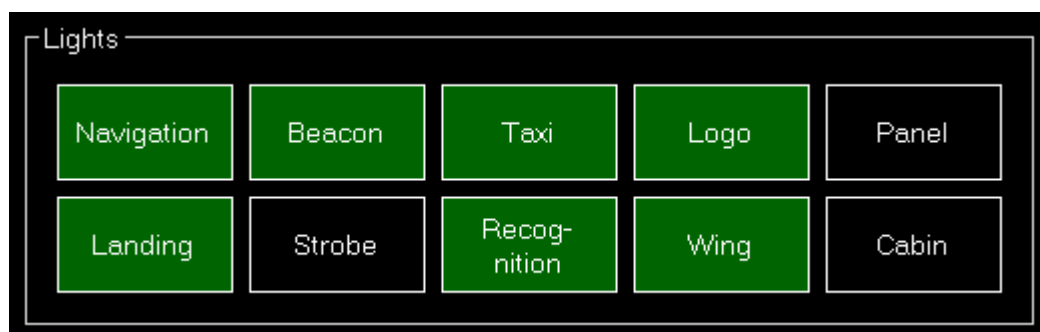 Lights
Navigation
Beacon
Taxi
Logo
Panel
Landing
Strobe
Recog-
nition
Wing
Cabin